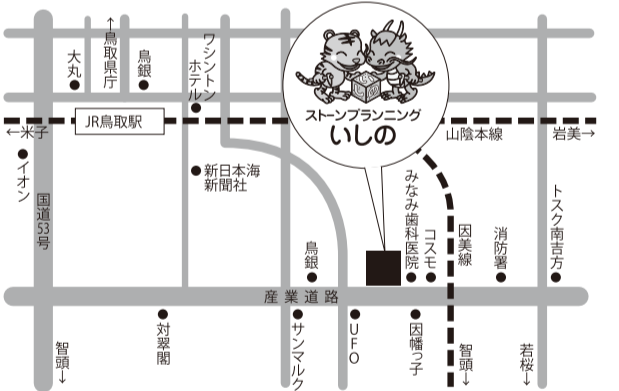 ↑鳥取県庁
大丸
鳥銀
ワシントン
ホテル
ストーンプランニング
いしの
JR鳥取駅
←米子
山陰本線
岩美→
イオン
国道53号
新日本海
新聞社
みなみ歯科医院
コスモ
因美線
消防署
トスク南吉方
鳥銀
産業道路
対翠閣
サンマルク
UFO
因幡っ子
智頭→
智頭→
若桜→